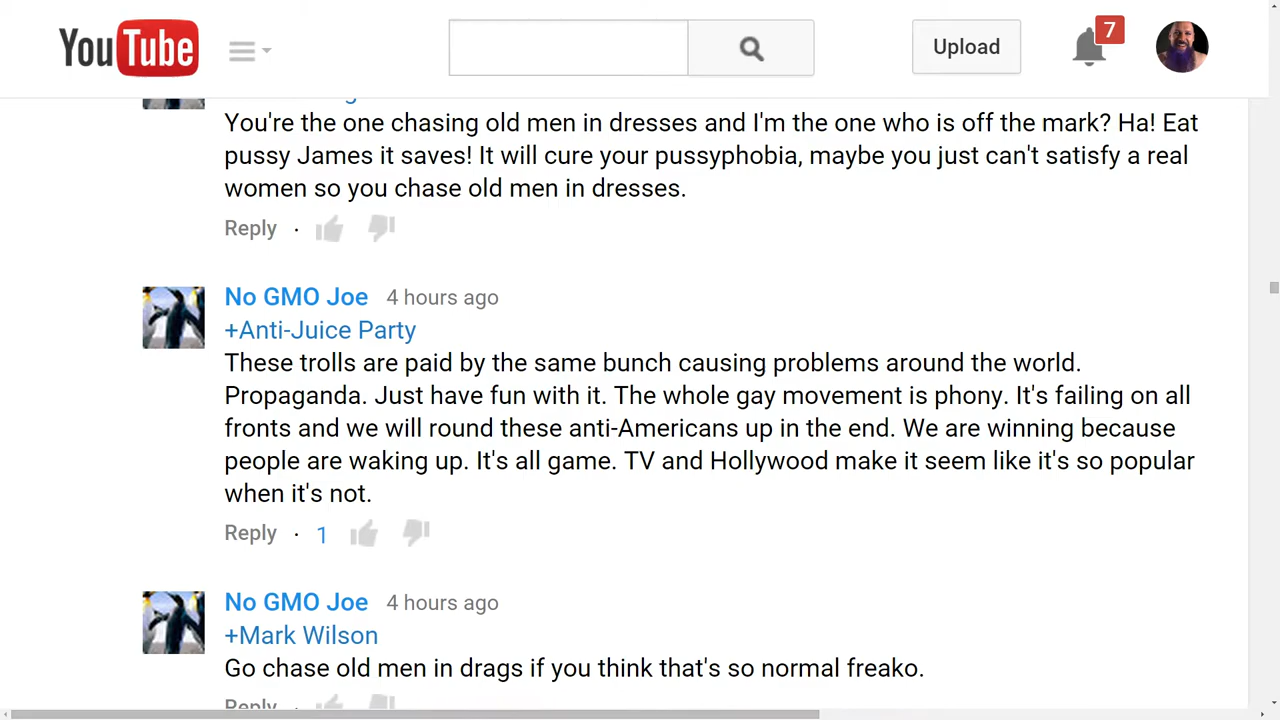 YouTube
Upload
7
You're the one chasing old men in dresses and I'm the one who is off the mark? Ha! Eat
pussy James it saves! It will cure your pussyphobia, maybe you just can't satisfy a real
women so you chase old men in dresses.
Reply ·
No GMO Joe 4 hours ago
+Anti-Juice Party
These trolls are paid by the same bunch causing problems around the world.
Propaganda. Just have fun with it. The whole gay movement is phony. It's failing on all
fronts and we will round these anti-Americans up in the end. We are winning because
people are waking up. It's all game. TV and Hollywood make it seem like it's so popular
when it's not.
Reply · 1
No GMO Joe 4 hours ago
+Mark Wilson
Go chase old men in drags if you think that's so normal freako.
Reply ·